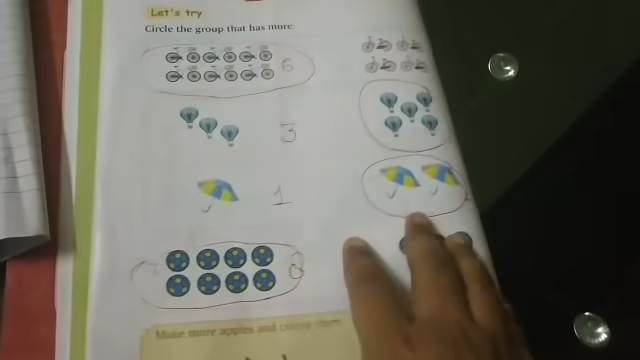 Let's try
Circle the group that has more.
6
3
1
8
Make more apples and colour them